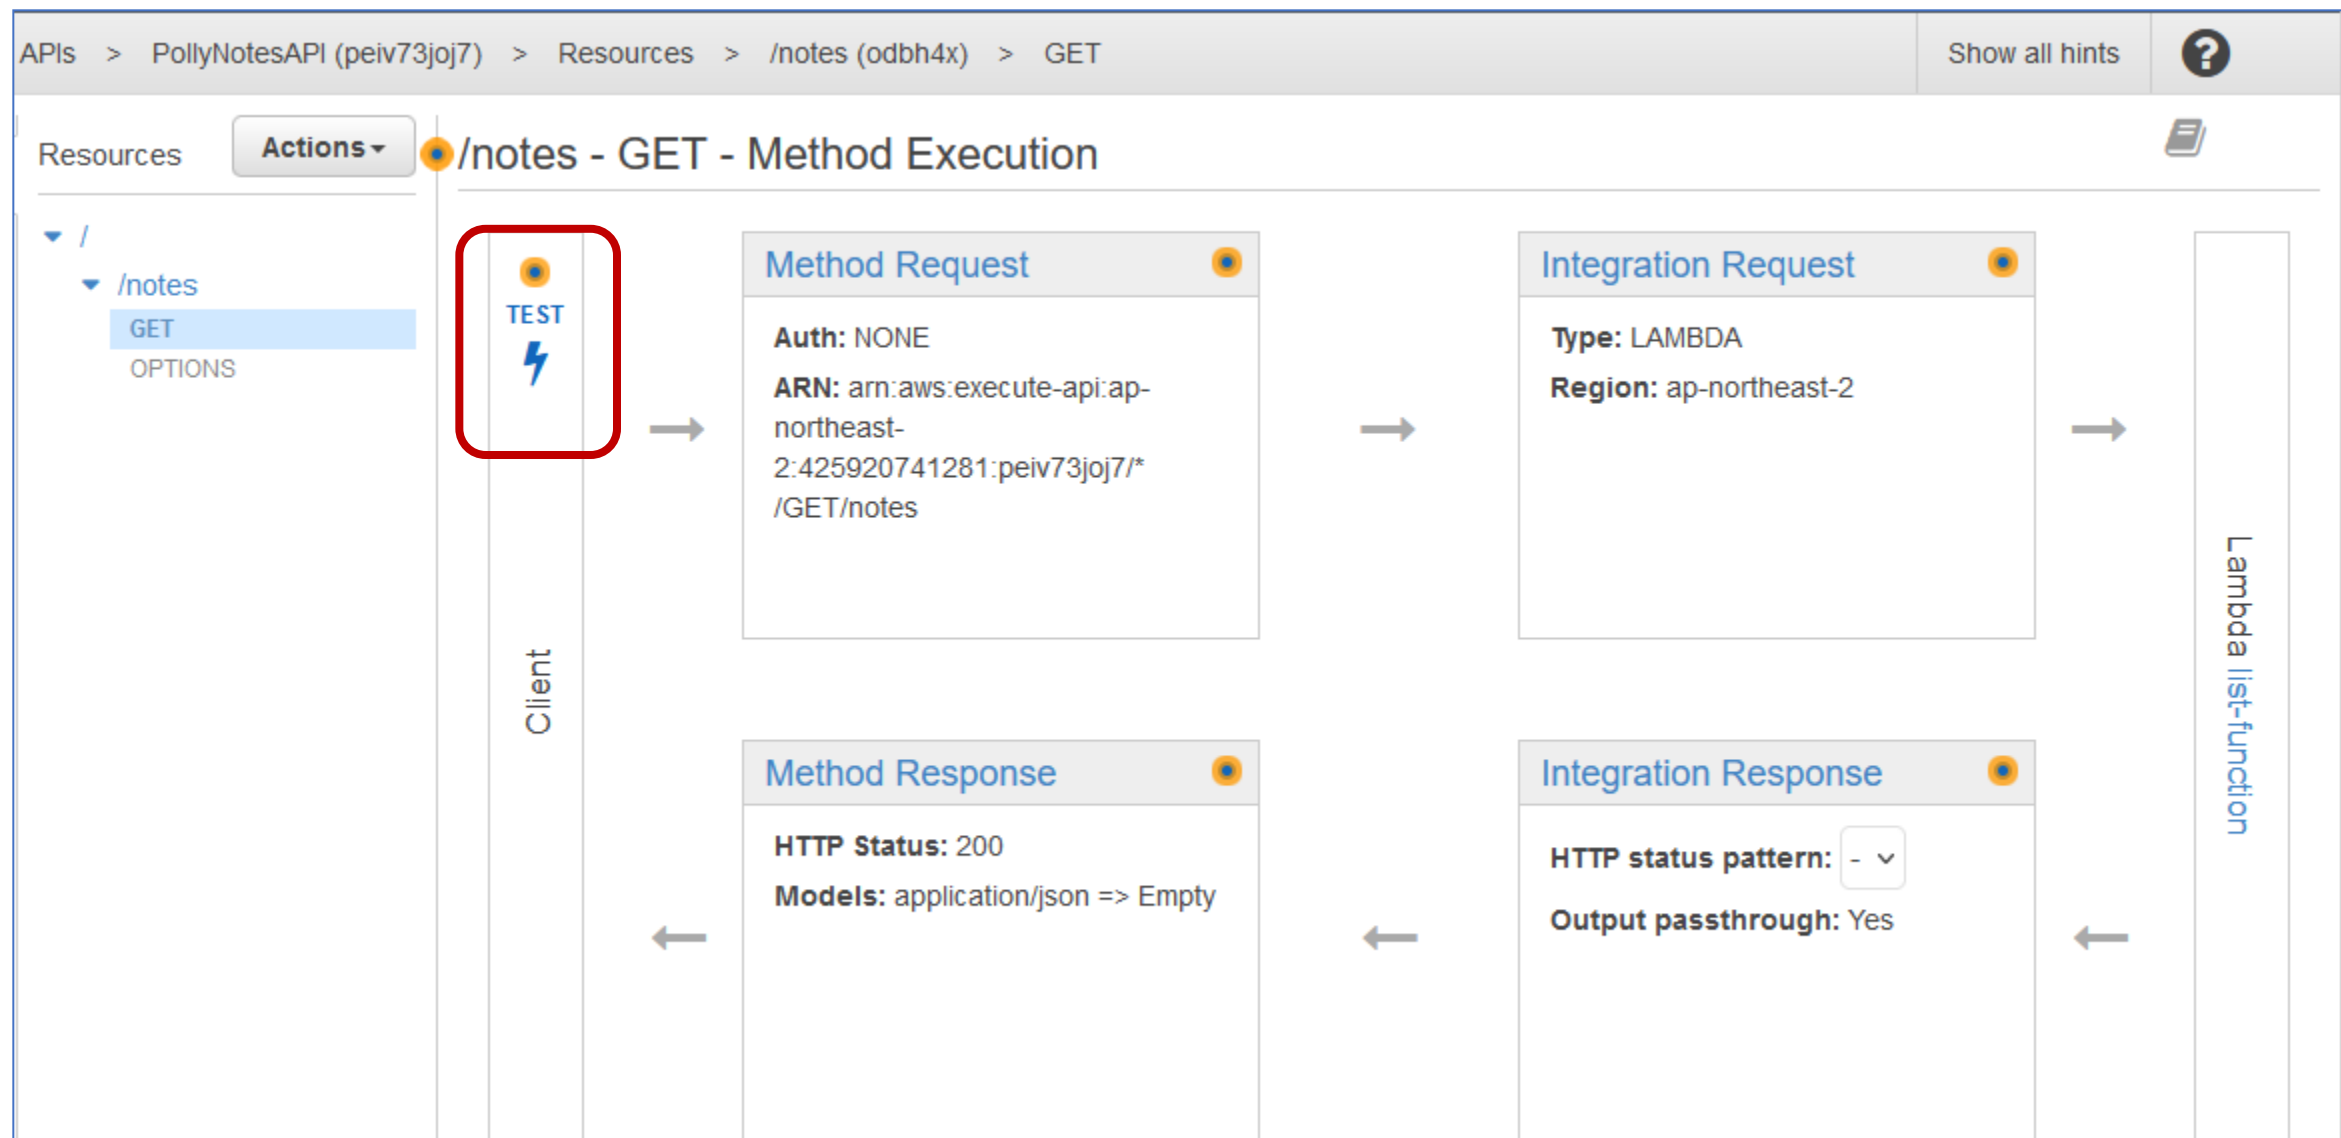 APIs > PollyNotesAPI (peiv73joj7) > Resources > /notes (odbh4x) > GET
Show all hints
?
Resources
Actions
/notes - GET - Method Execution
/
/notes
GET
OPTIONS
TEST
Client
Method Request
Auth: NONE
ARN: arn:aws:execute-api:ap-
northeast-
2:425920741281:peiv73joj7/*
/GET/notes
Integration Request
Type: LAMBDA
Region: ap-northeast-2
Lambda list-function
Method Response
HTTP Status: 200
Models: application/json => Empty
Integration Response
HTTP status pattern: -
Output passthrough: Yes